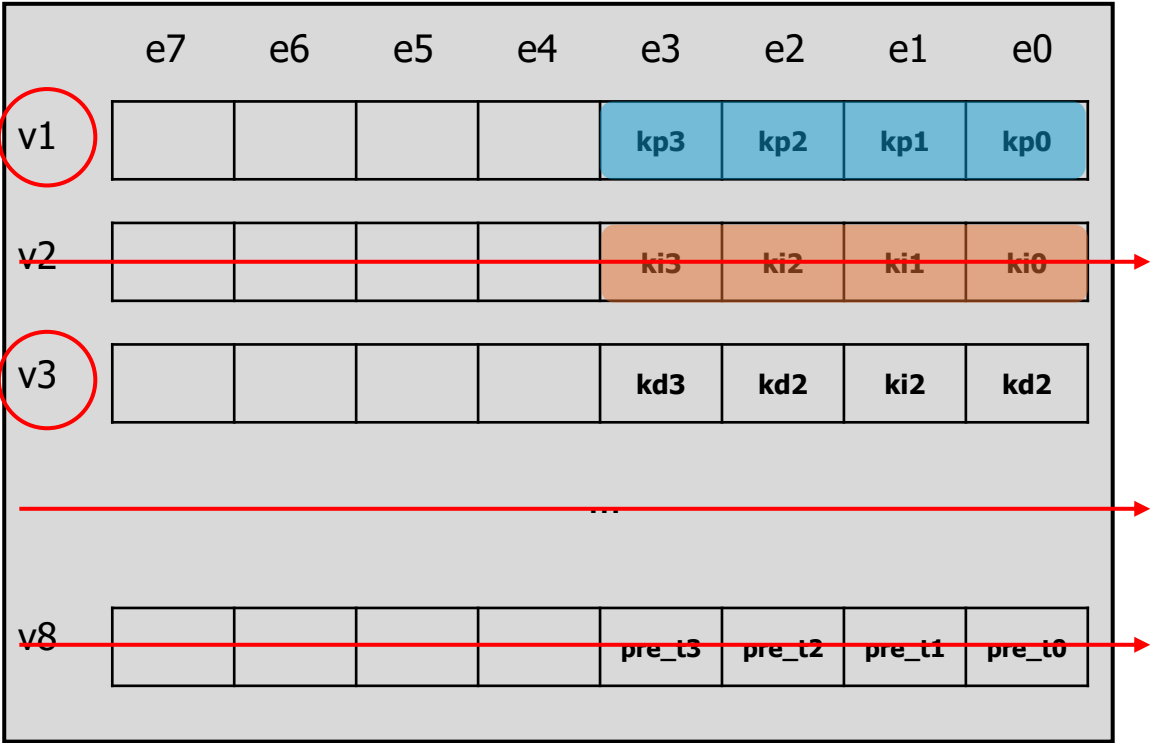 e7 e6 e5 e4 e3 e2 e1 e0
v1 kp3 kp2 kp1 kp0
v2 ki3 ki2 ki1 ki0
v3 kd3 kd2 ki2 kd2
...
v8 pre_t3 pre_t2 pre_t1 pre_t0